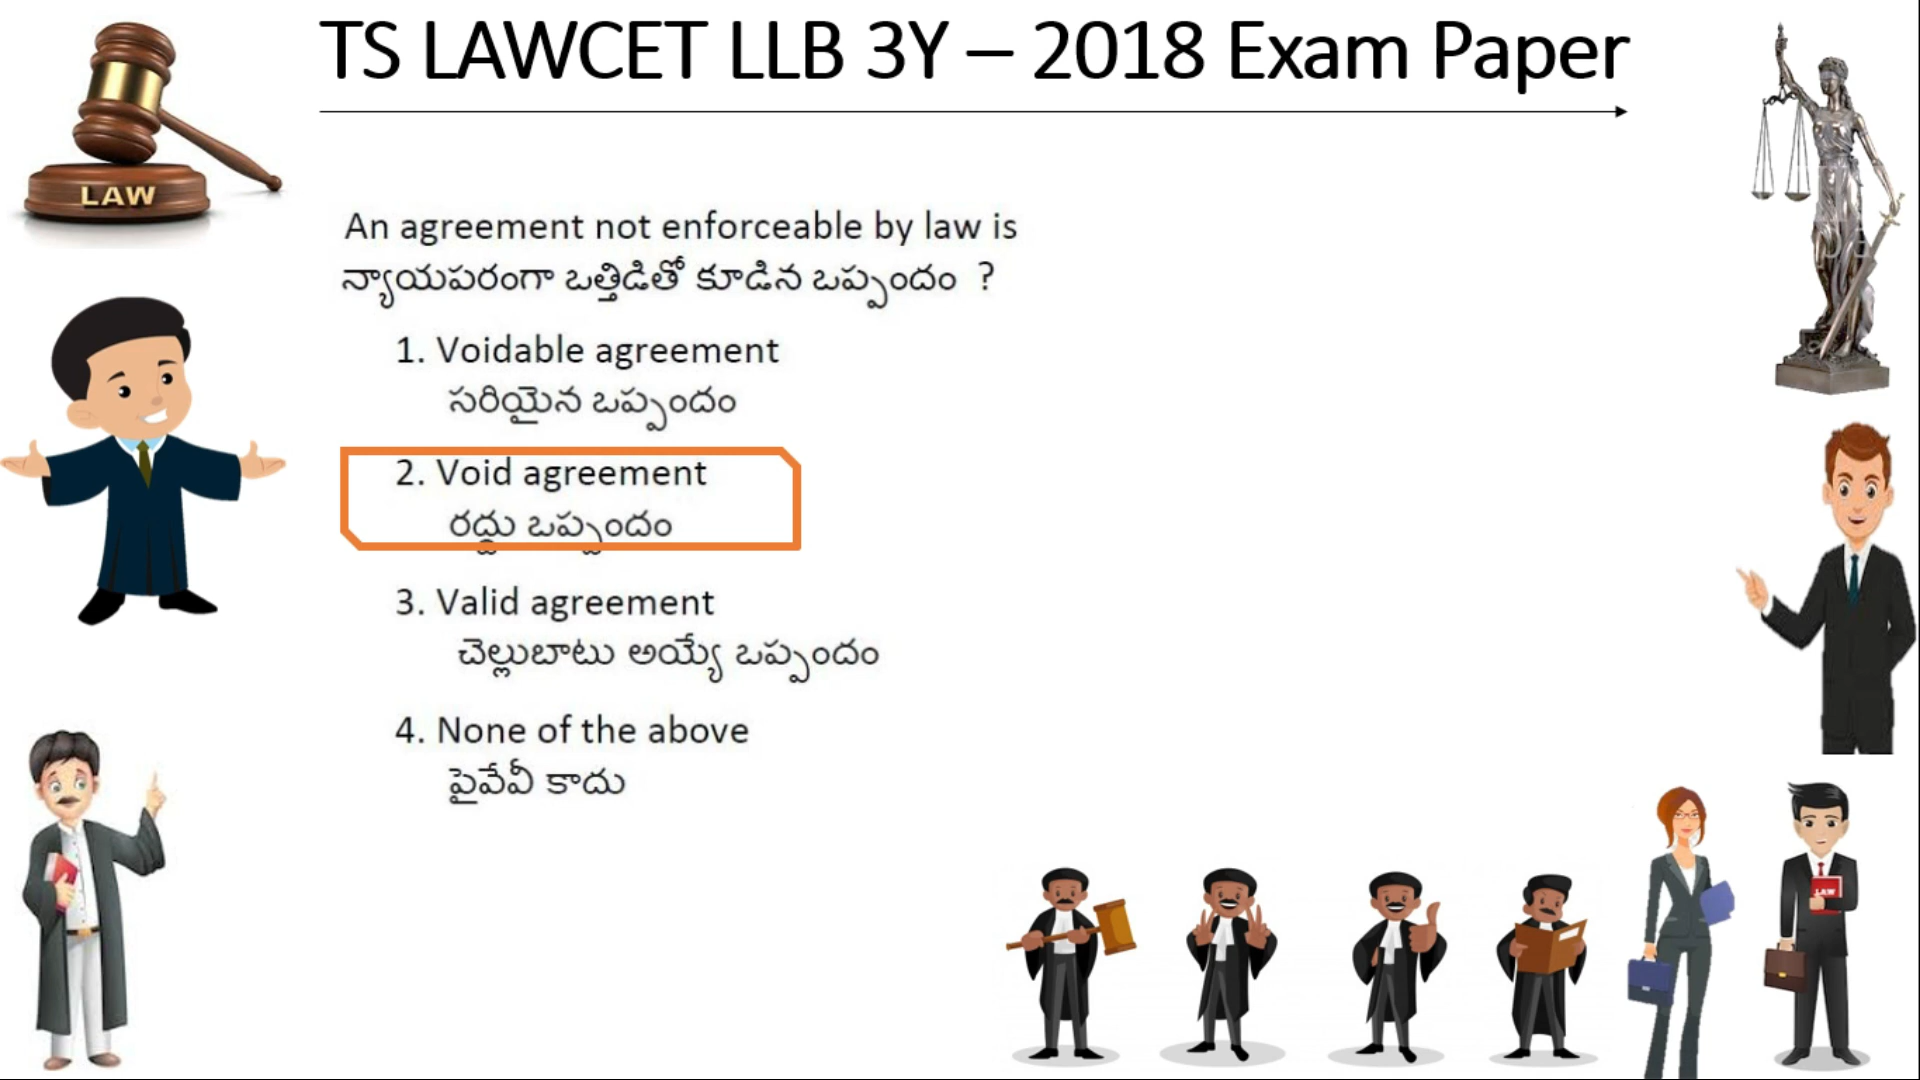 TS LAWCET LLB 3Y – 2018 Exam Paper
LAW
An agreement not enforceable by law is
న్యాయపరంగా ఒత్తిడితో కూడిన ఒప్పందం ?
1. Voidable agreement
సరియైన ఒప్పందం
2. Void agreement
రద్దు ఒప్పందం
3. Valid agreement
చెల్లుబాటు అయ్యే ఒప్పందం
4. None of the above
పైవేవీ కాదు
LAW